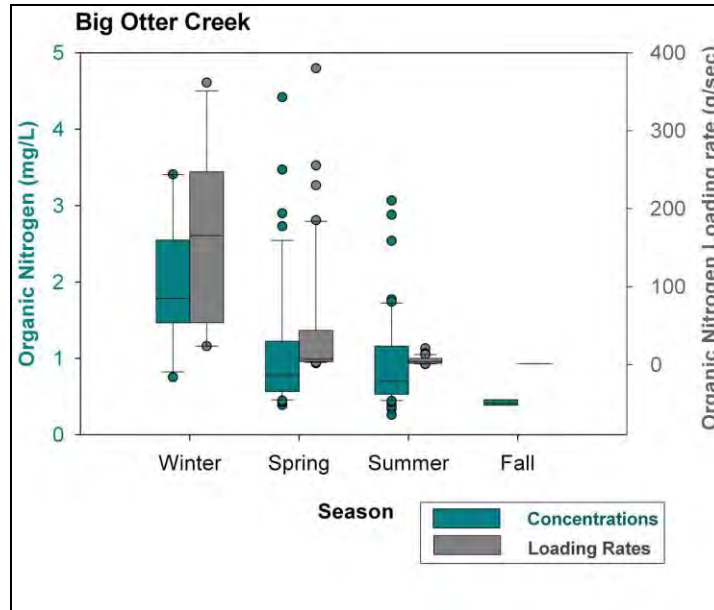 Big Otter Creek
Organic Nitrogen (mg/L)
5
4
3
2
1
0
400
300
200
100
0
Organic Nitrogen Loading rate (g/sec)
Winter
Spring
Summer
Fall
Season
Concentrations
Loading Rates